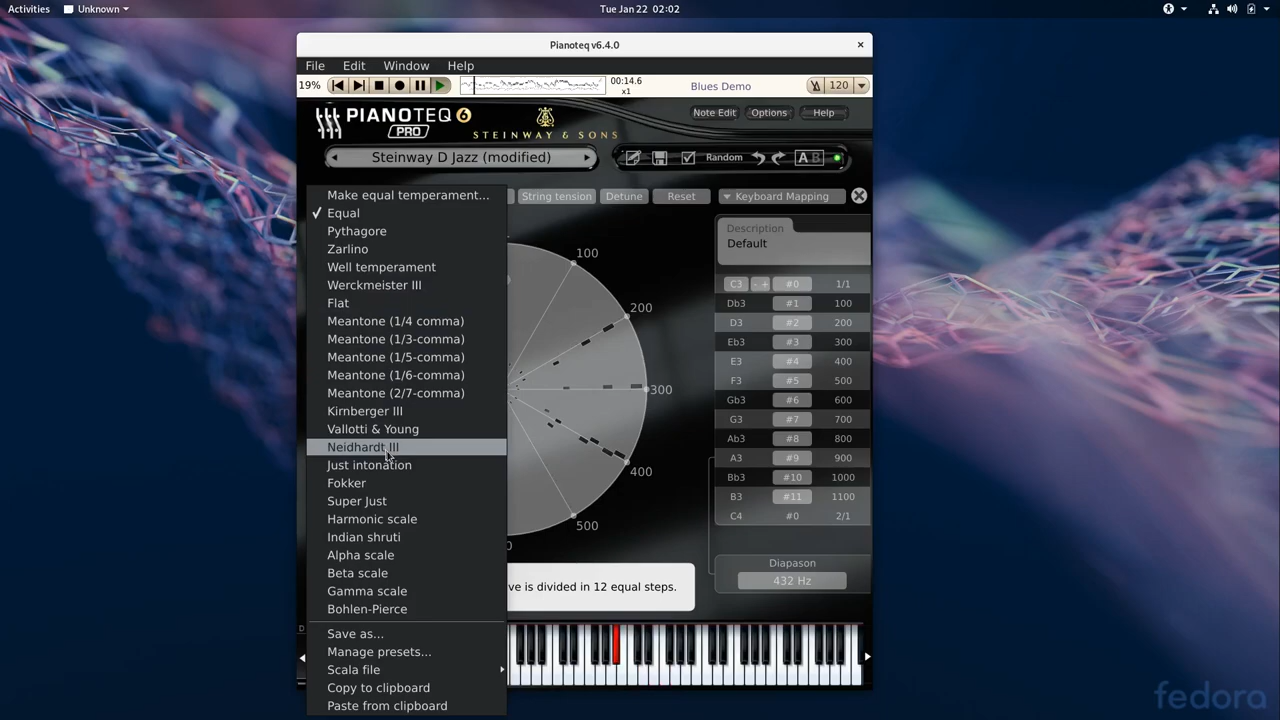 Activities Unknown Tue Jan 22 02:02
Pianoteq v6.4.0
File Edit Window Help
19% 00:14.6 x1 Blues Demo 120
PIANOTEQ 6 PRO
STEINWAY & SONS
Note Edit Options Help
Steinway D Jazz (modified)
Random A B
String tension Detune Reset Keyboard Mapping
Make equal temperament...
Equal
Pythagore
Zarlino
Well temperament
Werckmeister III
Flat
Meantone (1/4 comma)
Meantone (1/3-comma)
Meantone (1/5-comma)
Meantone (1/6-comma)
Meantone (2/7-comma)
Kirnberger III
Vallotti & Young
Neidhardt III
Just intonation
Fokker
Super Just
Harmonic scale
Indian shruti
Alpha scale
Beta scale
Gamma scale
Bohlen-Pierce
Save as...
Manage presets...
Scala file
Copy to clipboard
Paste from clipboard
100
200
300
400
500
Description
Default
C3 - + #0 1/1
Db3 #1 100
D3 #2 200
Eb3 #3 300
E3 #4 400
F3 #5 500
Gb3 #6 600
G3 #7 700
Ab3 #8 800
A3 #9 900
Bb3 #10 1000
B3 #11 1100
C4 #0 2/1
Diapason
432 Hz
ve is divided in 12 equal steps.
fedora